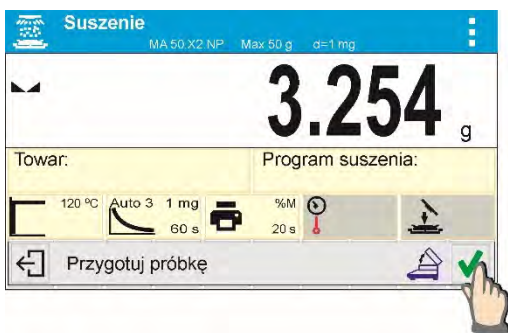 Suszenie
MA 50.X2.NP Max 50 g d=1 mg
3.254 g
Towar: Program suszenia:
120 ºC Auto 3 1 mg %M
60 s 20 s
Przygotuj próbkę